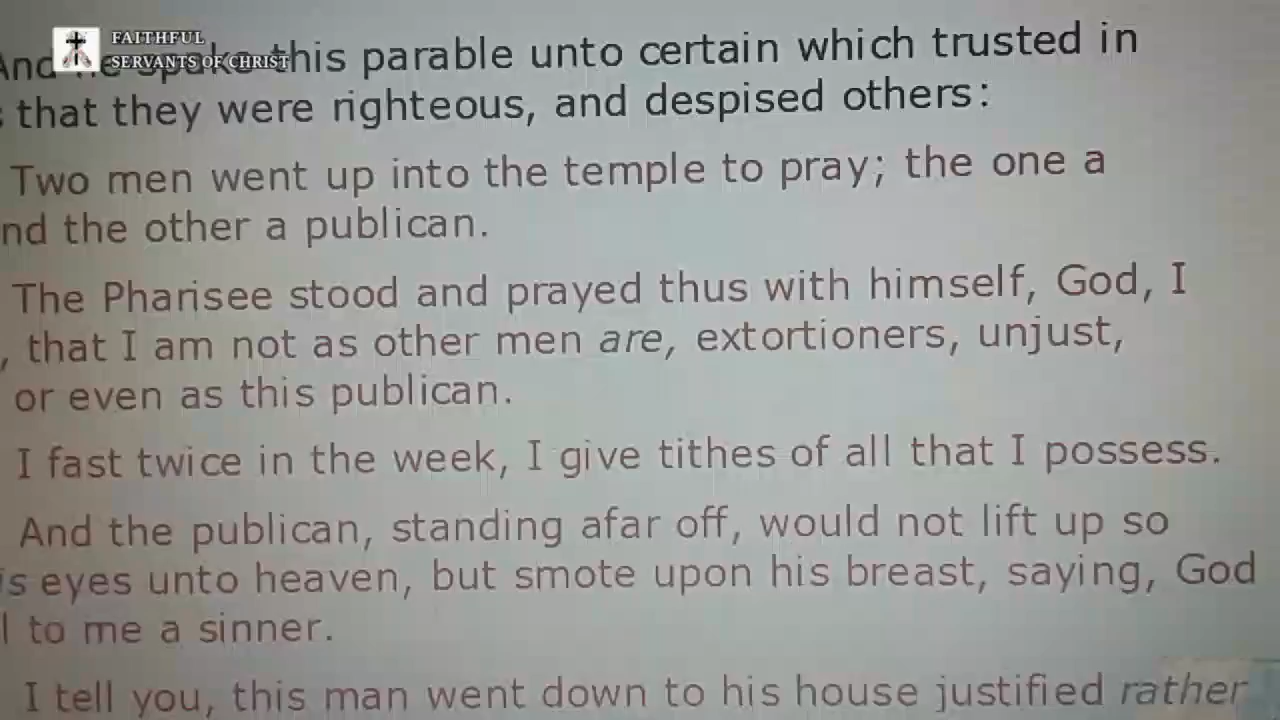 FAITHFUL
SERVANTS OF CHRIST
this parable unto certain which trusted in
that they were righteous, and despised others:
Two men went up into the temple to pray; the one a
nd the other a publican.
The Pharisee stood and prayed thus with himself, God, I
, that I am not as other men are, extortioners, unjust,
or even as this publican.
I fast twice in the week, I give tithes of all that I possess.
And the publican, standing afar off, would not lift up so
is eyes unto heaven, but smote upon his breast, saying, God
l to me a sinner.
I tell you, this man went down to his house justified rather